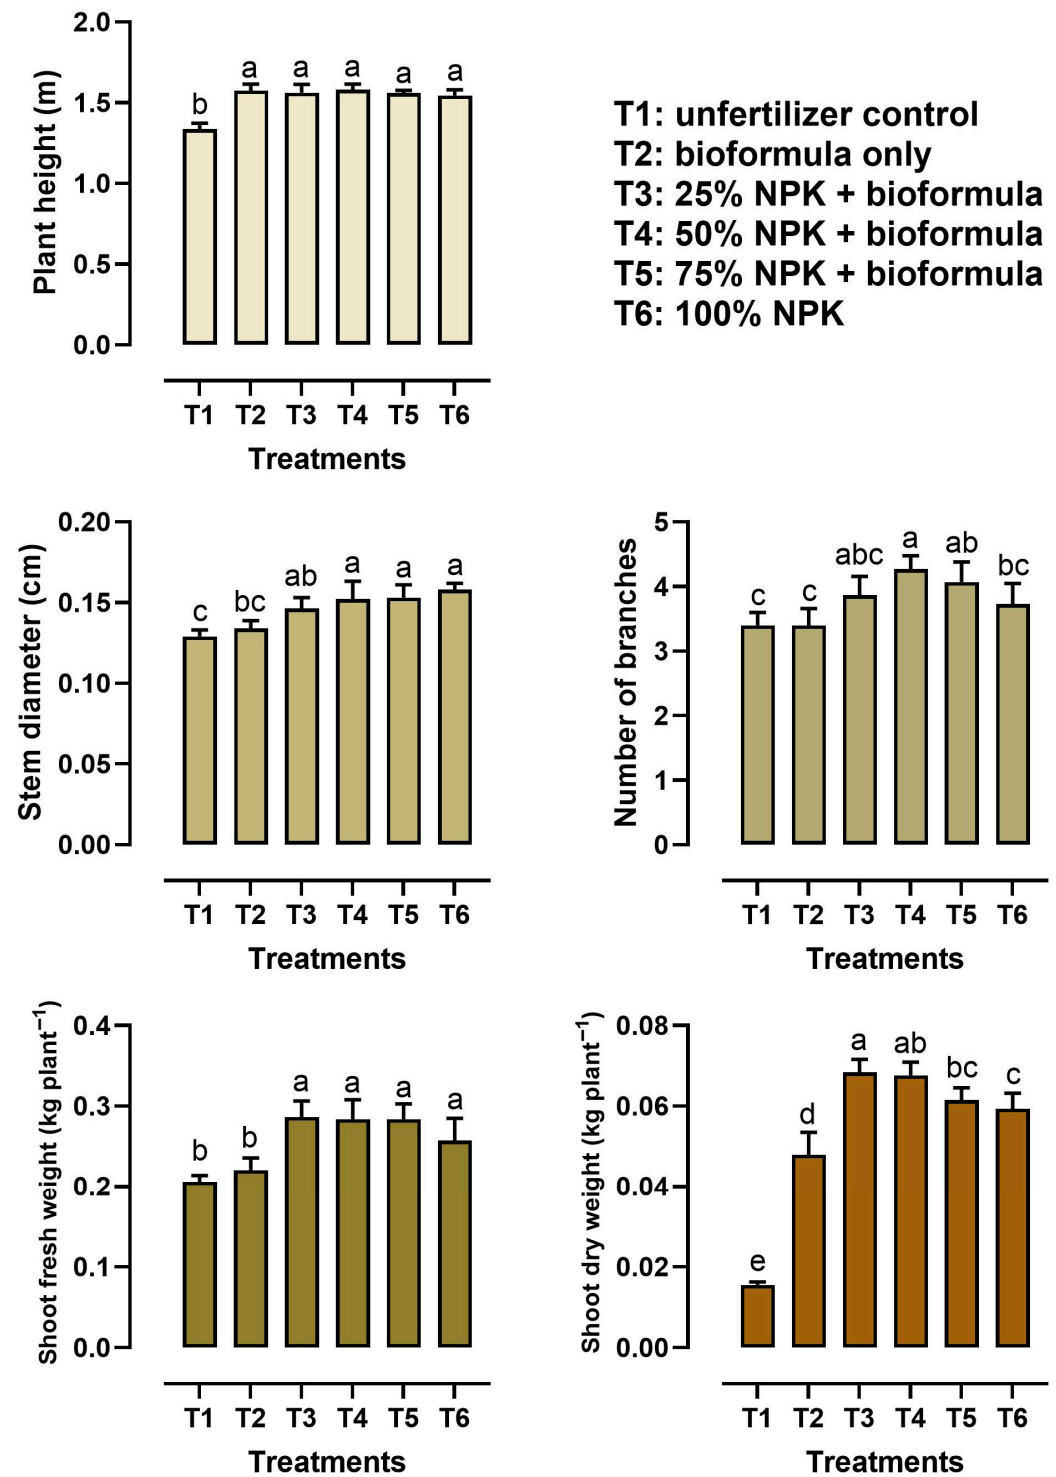 2.0
1.5
1.0
0.5
0.0
Plant height (m)
b a a a a a
T1 T2 T3 T4 T5 T6
Treatments
T1: unfertilizer control
T2: bioformula only
T3: 25% NPK + bioformula
T4: 50% NPK + bioformula
T5: 75% NPK + bioformula
T6: 100% NPK
0.20
0.15
0.10
0.05
0.00
Stem diameter (cm)
c bc ab a a a
T1 T2 T3 T4 T5 T6
Treatments
5
4
3
2
1
0
Number of branches
c c abc a ab bc
T1 T2 T3 T4 T5 T6
Treatments
0.4
0.3
0.2
0.1
0.0
Shoot fresh weight (kg plant⁻¹)
b b a a a a
T1 T2 T3 T4 T5 T6
Treatments
0.08
0.06
0.04
0.02
0.00
Shoot dry weight (kg plant⁻¹)
e d a ab bc c
T1 T2 T3 T4 T5 T6
Treatments